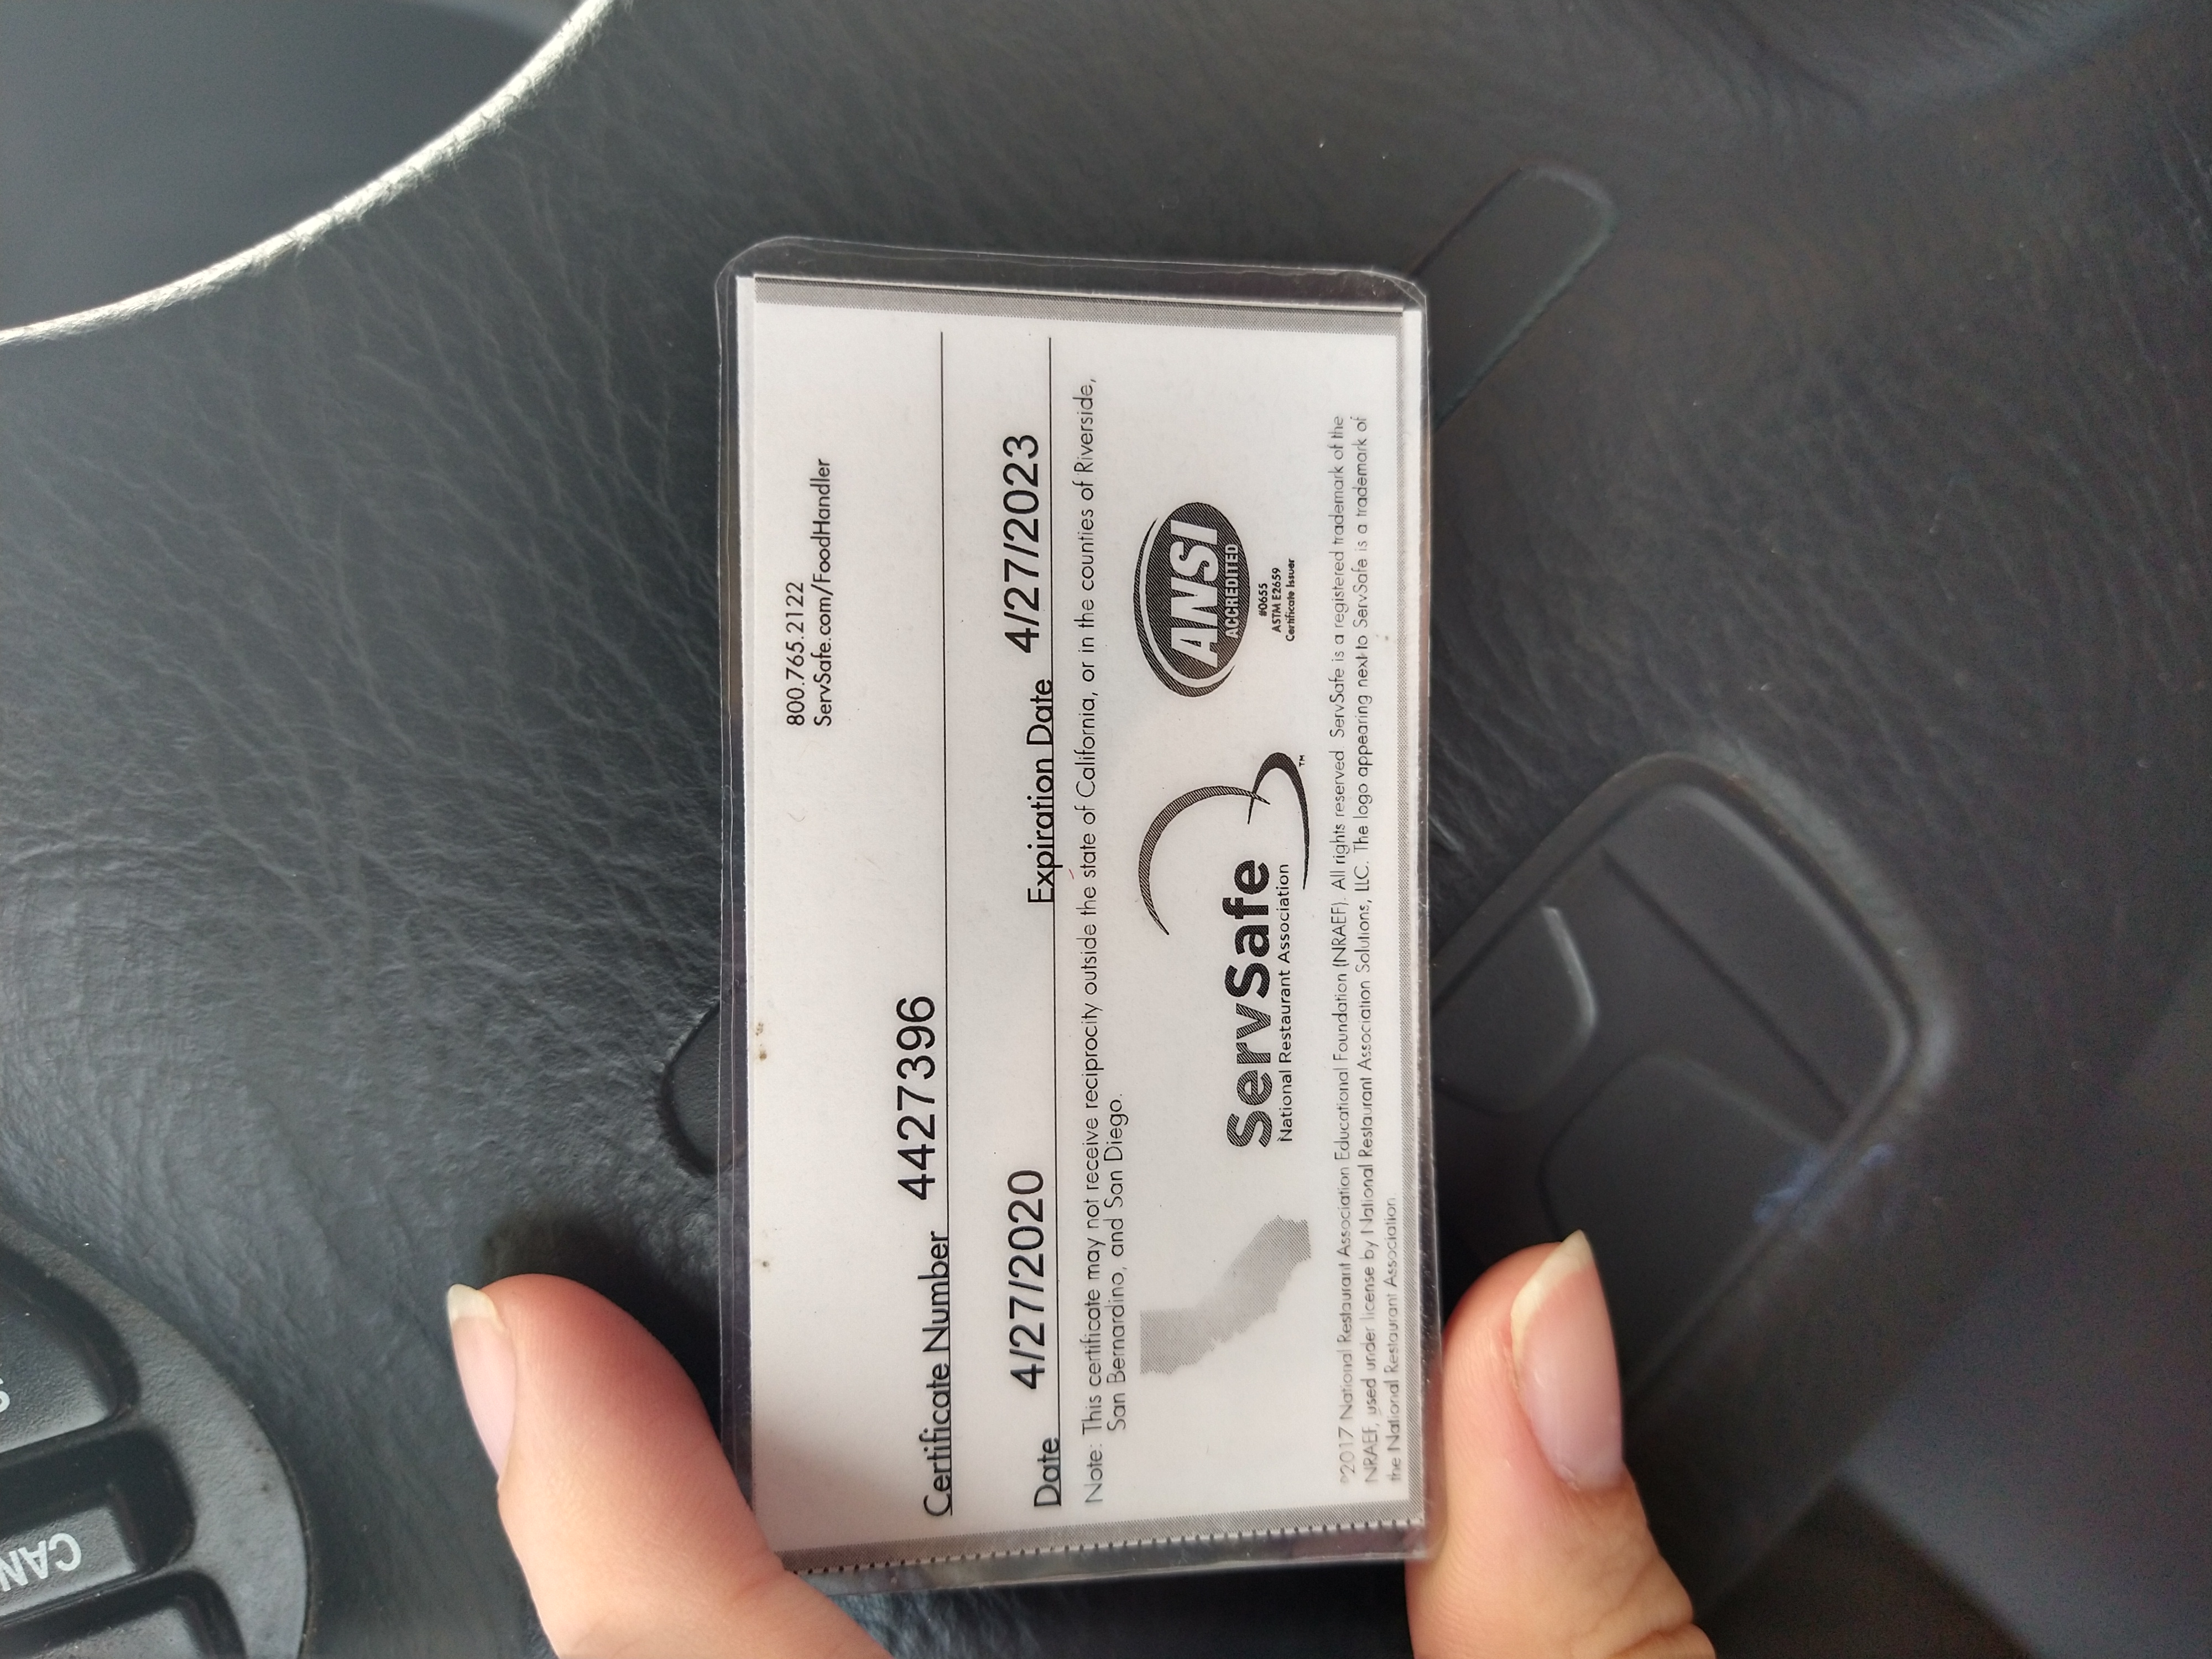 800.765.2122
ServSafe.com/FoodHandler
Certificate Number 4427396
Date 4/27/2020 Expiration Date 4/27/2023
Note: This certificate may not receive reciprocity outside the state of California, or in the counties of Riverside,
San Bernardino, and San Diego.
ServSafe
TM
National Restaurant Association
ANSI
ACCREDITED
#0655
ASTM E2659
Certificate Issuer
©2017 National Restaurant Association Educational Foundation (NRAEF). All rights reserved ServSafe is a registered trademark of the
NRAEF, used under license by National Restaurant Association Solutions, LLC. The logo appearing next to ServSafe is a trademark of
the National Restaurant Association
CAN